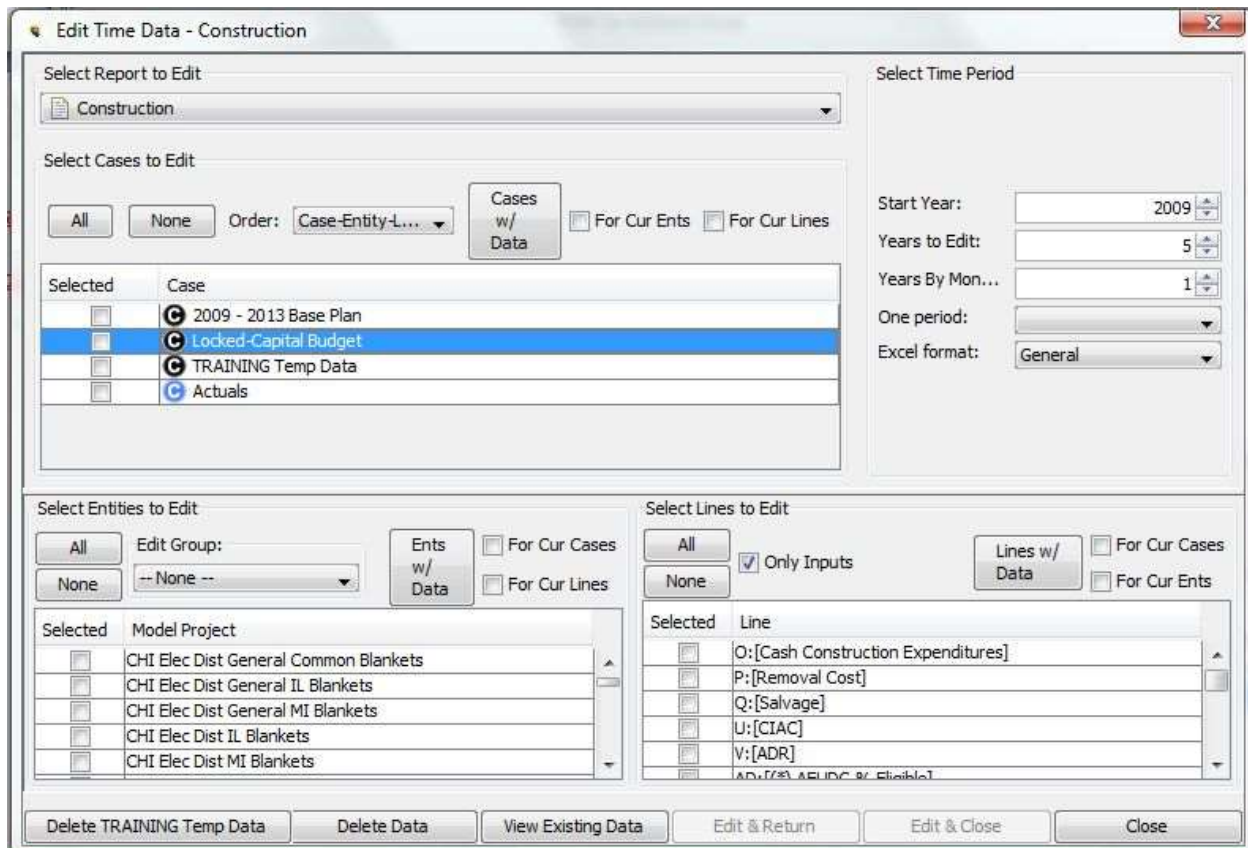 Edit Time Data - Construction
Select Report to Edit
Construction
Select Cases to Edit
All
None
Order:
Case-Entity-L...
Cases w/ Data
For Cur Ents
For Cur Lines
Selected
Case
2009 - 2013 Base Plan
Locked-Capital Budget
TRAINING Temp Data
Actuals
Select Time Period
Start Year:
2009
Years to Edit:
5
Years By Mon...
1
One period:
Excel format:
General
Select Entities to Edit
All
None
Edit Group:
-- None --
Ents w/ Data
For Cur Cases
For Cur Lines
Selected
Model Project
CHI Elec Dist General Common Blankets
CHI Elec Dist General IL Blankets
CHI Elec Dist General MI Blankets
CHI Elec Dist IL Blankets
CHI Elec Dist MI Blankets
Select Lines to Edit
All
None
Only Inputs
Lines w/ Data
For Cur Cases
For Cur Ents
Selected
Line
O:[Cash Construction Expenditures]
P:[Removal Cost]
Q:[Salvage]
U:[CIAC]
V:[ADR]
AD:[(*) AFUDC % Eligible]
Delete TRAINING Temp Data
Delete Data
View Existing Data
Edit & Return
Edit & Close
Close